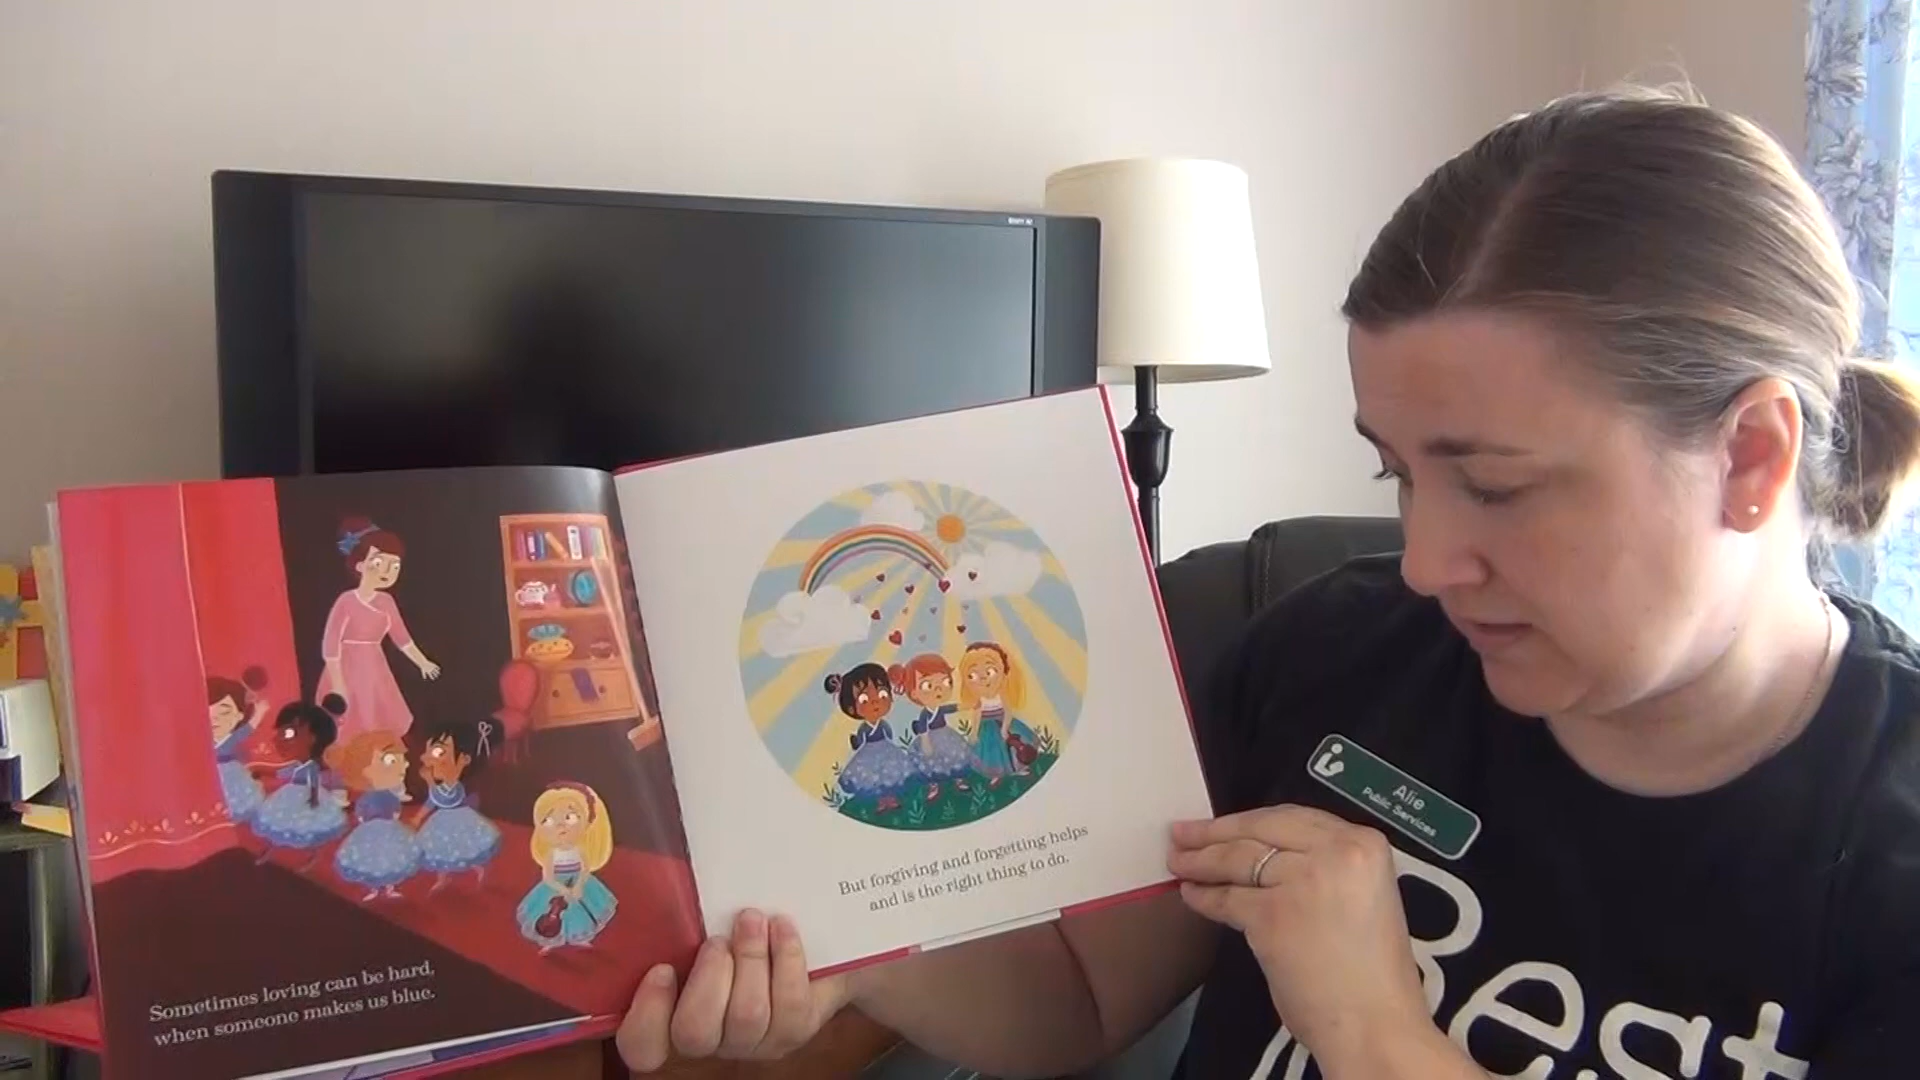 Sometimes loving can be hard,
when someone makes us blue.
But forgiving and forgetting helps
and is the right thing to do.
Alie
Public Services
Best